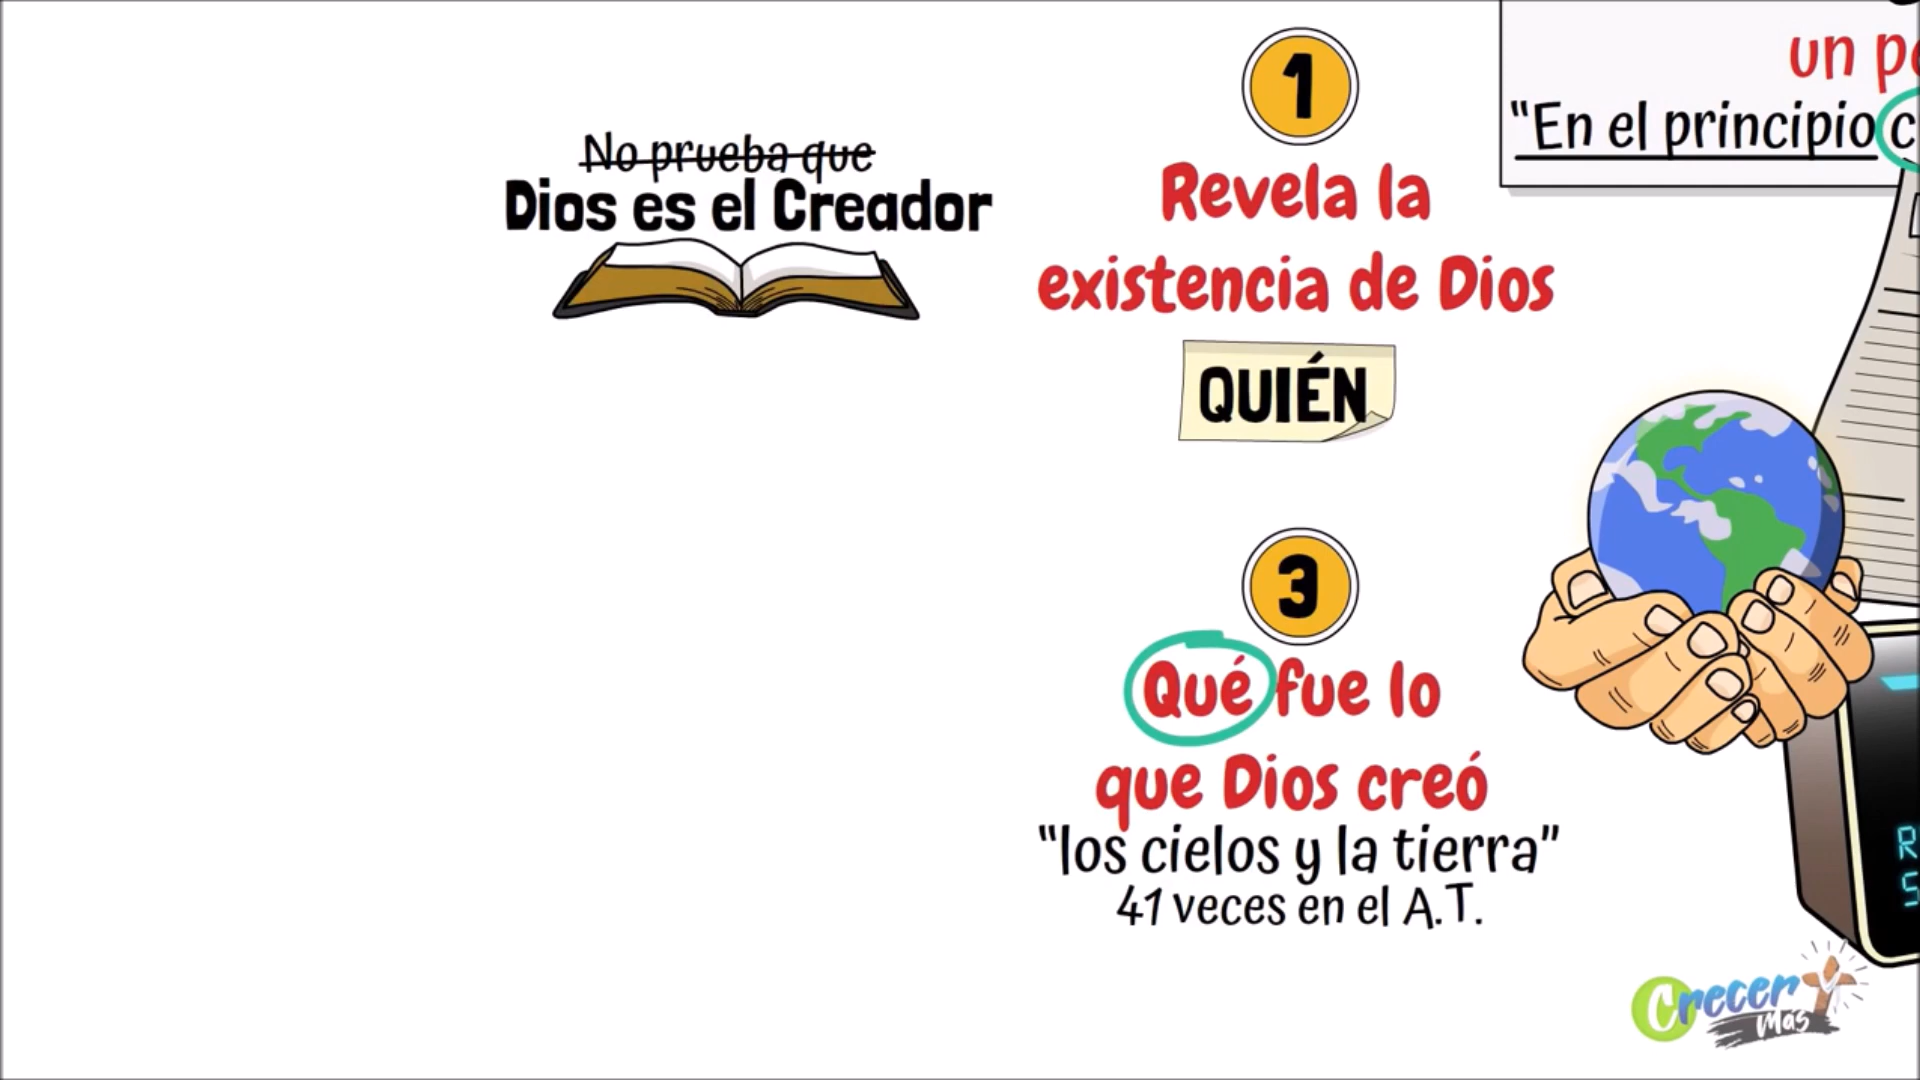 No prueba que
Dios es el Creador
1
Revela la
existencia de Dios
QUIÉN
3
Qué fue lo
que Dios creó
“los cielos y la tierra”
41 veces en el A.T.
un
“En el principio
Crecer
Más